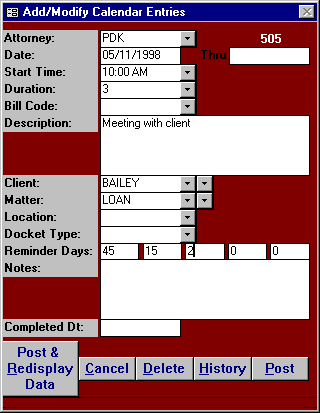 Add/Modify Calendar Entries
Attorney: PDK 505
Date: 05/11/1998 Thru
Start Time: 10:00 AM
Duration: 3
Bill Code:
Description: Meeting with client
Client: BAILEY
Matter: LOAN
Location:
Docket Type:
Reminder Days: 45 15 2 0 0
Notes:
Completed Dt:
Post &
Redisplay Cancel Delete History Post
Data